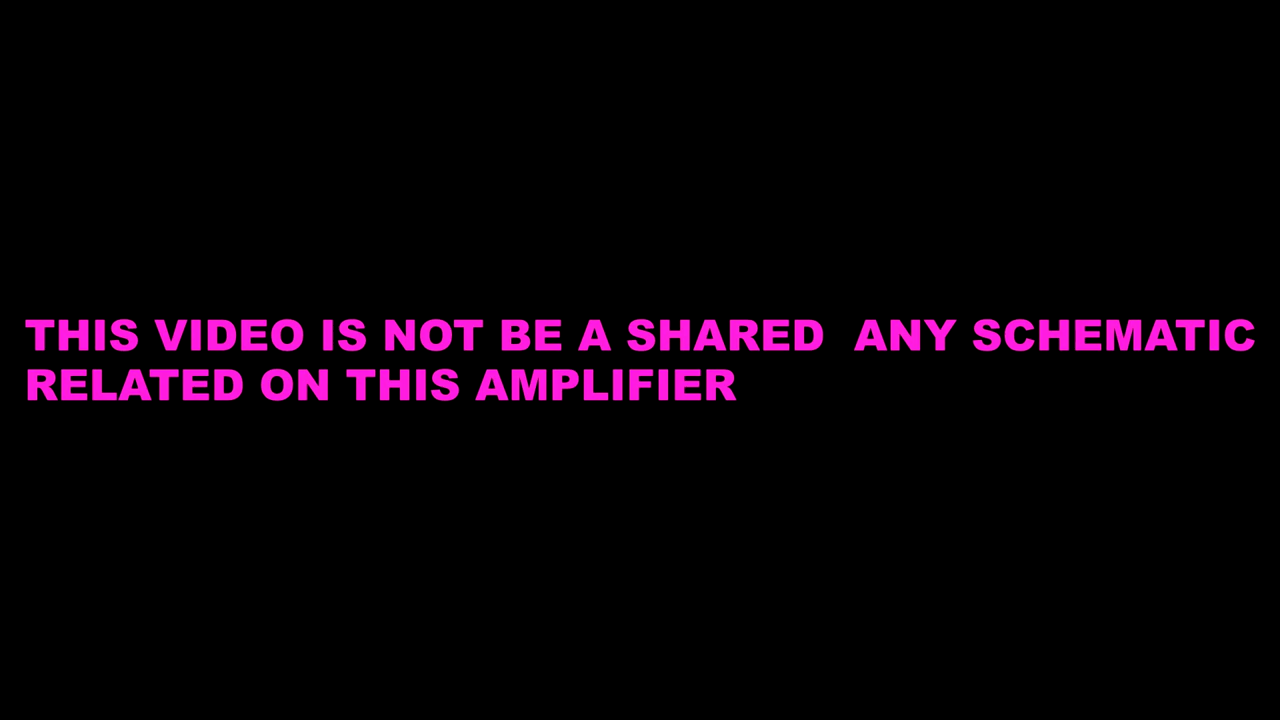 THIS VIDEO IS NOT BE A SHARED  ANY SCHEMATIC
RELATED ON THIS AMPLIFIER